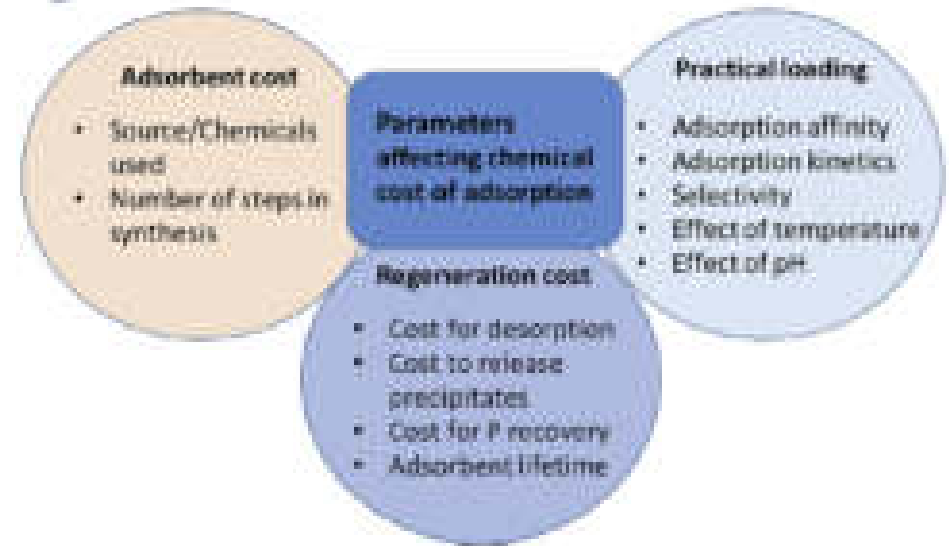 Adsorbent cost
• Source/Chemicals
used
• Number of steps in
synthesis
Parameters
affecting chemical
cost of adsorption
Practical loading
• Adsorption affinity
• Adsorption kinetics
• Selectivity
• Effect of temperature
• Effect of pH
Regeneration cost
• Cost for desorption
• Cost to release
precipitates
• Cost for P recovery
• Adsorbent lifetime